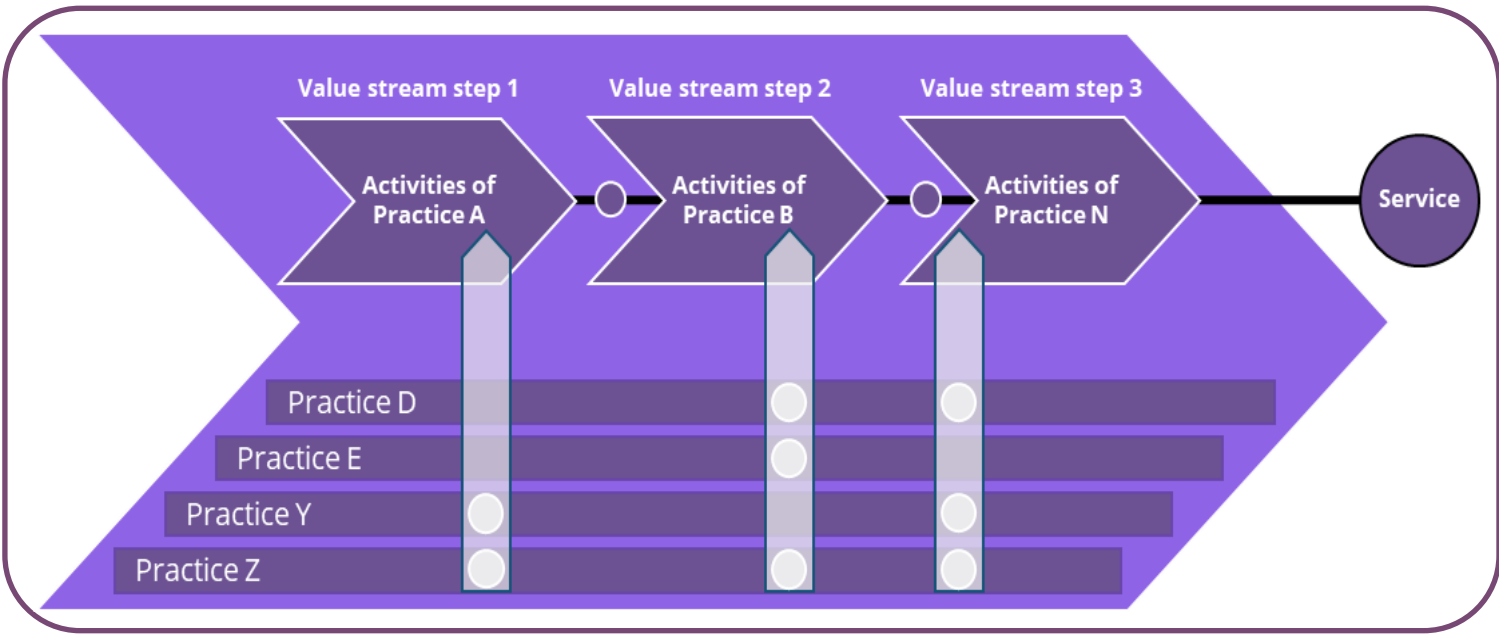 Value stream step 1
Value stream step 2
Value stream step 3
Activities of
Practice A
Activities of
Practice B
Activities of
Practice N
Service
Practice D
Practice E
Practice Y
Practice Z